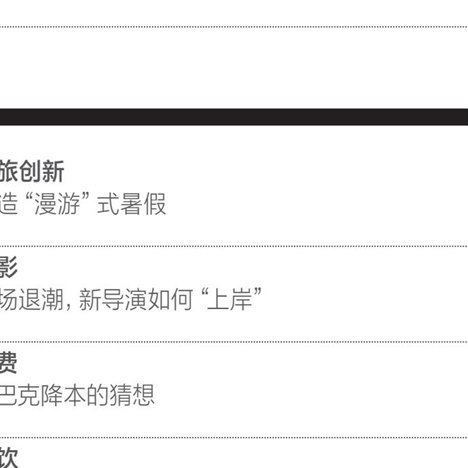 旅创新
造“漫游”式暑假
影
场退潮，新导演如何“上岸”
费
巴克降本的猜想
饮